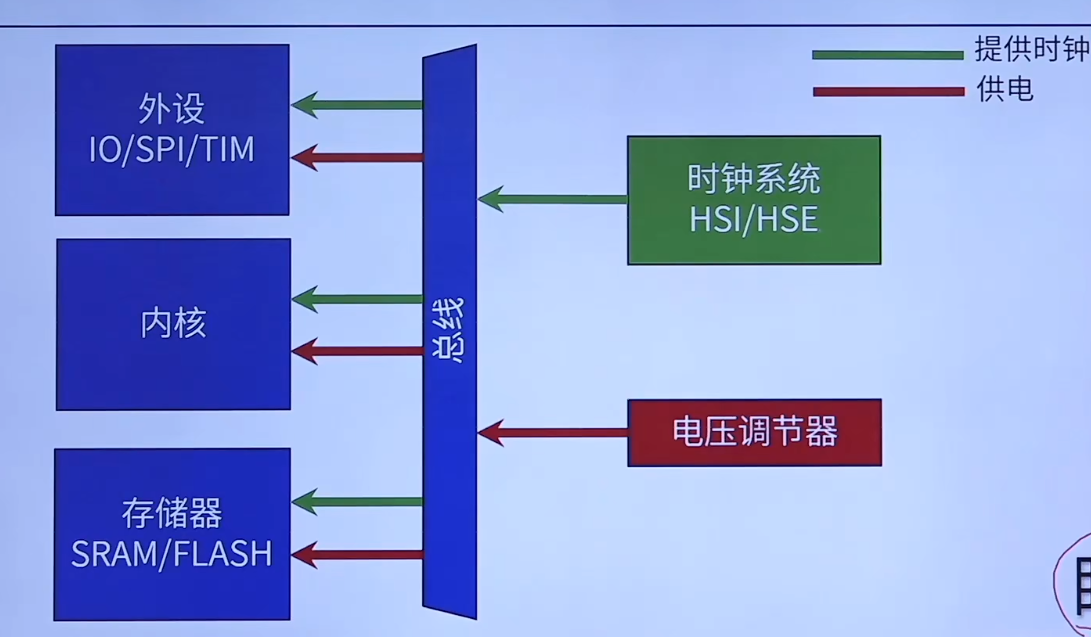 提供时钟
供电
外设
IO/SPI/TIM
时钟系统
HSI/HSE
内核
总线
电压调节器
存储器
SRAM/FLASH